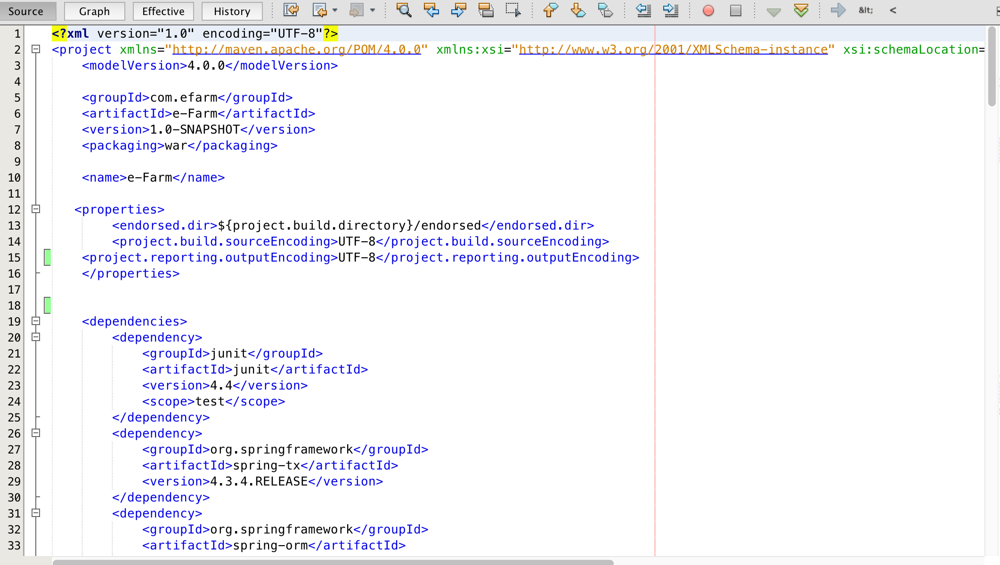 Source Graph Effective History &lt; <
1 <?xml version="1.0" encoding="UTF-8"?>
2 <project xmlns="http://maven.apache.org/POM/4.0.0" xmlns:xsi="http://www.w3.org/2001/XMLSchema-instance" xsi:schemaLocation=
3 <modelVersion>4.0.0</modelVersion>
4
5 <groupId>com.efarm</groupId>
6 <artifactId>e-Farm</artifactId>
7 <version>1.0-SNAPSHOT</version>
8 <packaging>war</packaging>
9
10 <name>e-Farm</name>
11
12 <properties>
13 <endorsed.dir>${project.build.directory}/endorsed</endorsed.dir>
14 <project.build.sourceEncoding>UTF-8</project.build.sourceEncoding>
15 <project.reporting.outputEncoding>UTF-8</project.reporting.outputEncoding>
16 </properties>
17
18
19 <dependencies>
20 <dependency>
21 <groupId>junit</groupId>
22 <artifactId>junit</artifactId>
23 <version>4.4</version>
24 <scope>test</scope>
25 </dependency>
26 <dependency>
27 <groupId>org.springframework</groupId>
28 <artifactId>spring-tx</artifactId>
29 <version>4.3.4.RELEASE</version>
30 </dependency>
31 <dependency>
32 <groupId>org.springframework</groupId>
33 <artifactId>spring-orm</artifactId>